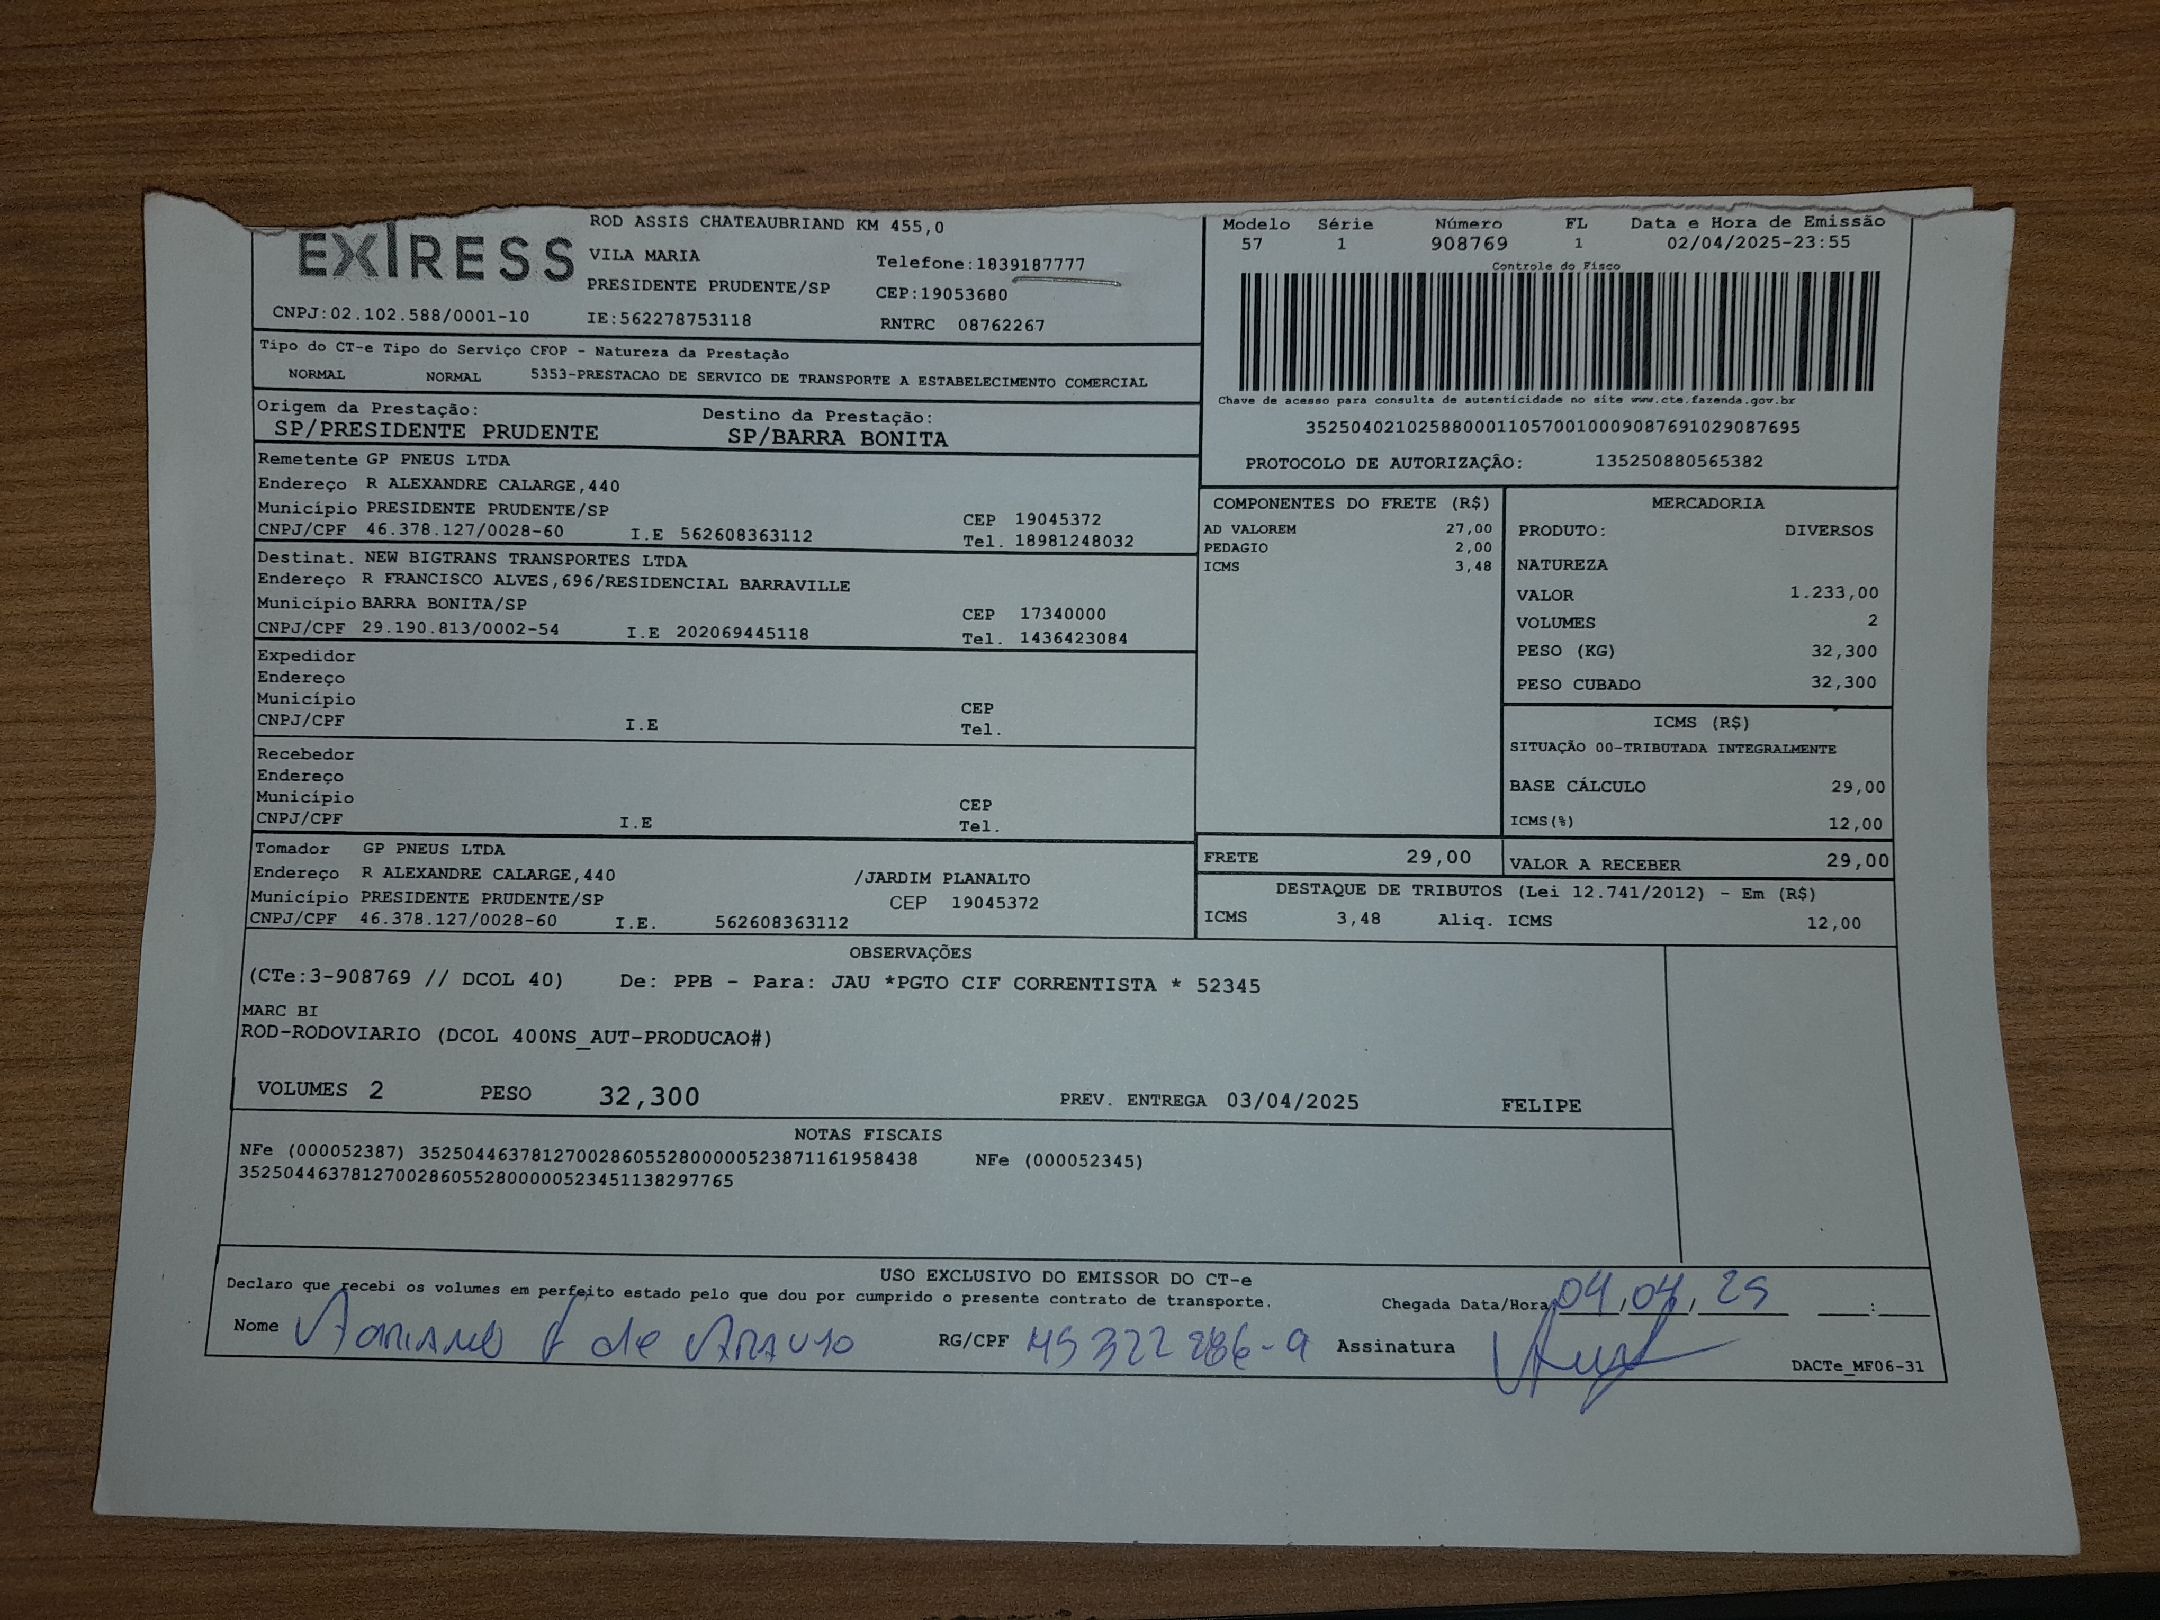 ROD ASSIS CHATEAUBRIAND KM 455,0
EXPRESS
VILA MARIA
Telefone:1839187777
PRESIDENTE PRUDENTE/SP
CEP:19053680
CNPJ:02.102.588/0001-10
IE:562278753118
RNTRC 08762267
Modelo Série Número FL Data e Hora de Emissão
57 1 908769 1 02/04/2025-23:55
Controle do Fisco
Chave de acesso para consulta de autenticidade no site www.cte.fazenda.gov.br
35250402102588000110570010009087691029087695
PROTOCOLO DE AUTORIZAÇÂO: 135250880565382
Tipo do CT-e Tipo do Serviço CFOP - Natureza da Prestação
NORMAL NORMAL 5353-PRESTACAO DE SERVICO DE TRANSPORTE A ESTABELECIMENTO COMERCIAL
Origem da Prestação: Destino da Prestação:
SP/PRESIDENTE PRUDENTE SP/BARRA BONITA
Remetente GP PNEUS LTDA
Endereço R ALEXANDRE CALARGE,440
Município PRESIDENTE PRUDENTE/SP CEP 19045372
CNPJ/CPF 46.378.127/0028-60 I.E 562608363112 Tel. 18981248032
Destinat. NEW BIGTRANS TRANSPORTES LTDA
Endereço R FRANCISCO ALVES,696/RESIDENCIAL BARRAVILLE
Município BARRA BONITA/SP CEP 17340000
CNPJ/CPF 29.190.813/0002-54 I.E 202069445118 Tel. 1436423084
Expedidor
Endereço
Município CEP
CNPJ/CPF I.E Tel.
Recebedor
Endereço
Município CEP
CNPJ/CPF I.E Tel.
Tomador GP PNEUS LTDA
Endereço R ALEXANDRE CALARGE,440 /JARDIM PLANALTO
Município PRESIDENTE PRUDENTE/SP CEP 19045372
CNPJ/CPF 46.378.127/0028-60 I.E. 562608363112
COMPONENTES DO FRETE (R$)
AD VALOREM 27,00
PEDAGIO 2,00
ICMS 3,48
MERCADORIA
PRODUTO: DIVERSOS
NATUREZA
VALOR 1.233,00
VOLUMES 2
PESO (KG) 32,300
PESO CUBADO 32,300
ICMS (R$)
SITUAÇÃO 00-TRIBUTADA INTEGRALMENTE
BASE CÁLCULO 29,00
ICMS(%) 12,00
FRETE 29,00 VALOR A RECEBER 29,00
DESTAQUE DE TRIBUTOS (Lei 12.741/2012) - Em (R$)
ICMS 3,48 Aliq. ICMS 12,00
OBSERVAÇÕES
(CTe:3-908769 // DCOL 40) De: PPB - Para: JAU *PGTO CIF CORRENTISTA * 52345
MARC BI
ROD-RODOVIARIO (DCOL 400NS_AUT-PRODUCAO#)
VOLUMES 2 PESO 32,300 PREV. ENTREGA 03/04/2025 FELIPE
NOTAS FISCAIS
NFe (000052387) 35250446378127002860552800000523871161958438 NFe (000052345)
35250446378127002860552800000523451138297765
USO EXCLUSIVO DO EMISSOR DO CT-e
Declaro que recebi os volumes em perfeito estado pelo que dou por cumprido o presente contrato de transporte.
Chegada Data/Hora 04,04,25 :
Nome Adriano F de Araujo RG/CPF 45322286-9 Assinatura
DACTe_MF06-31